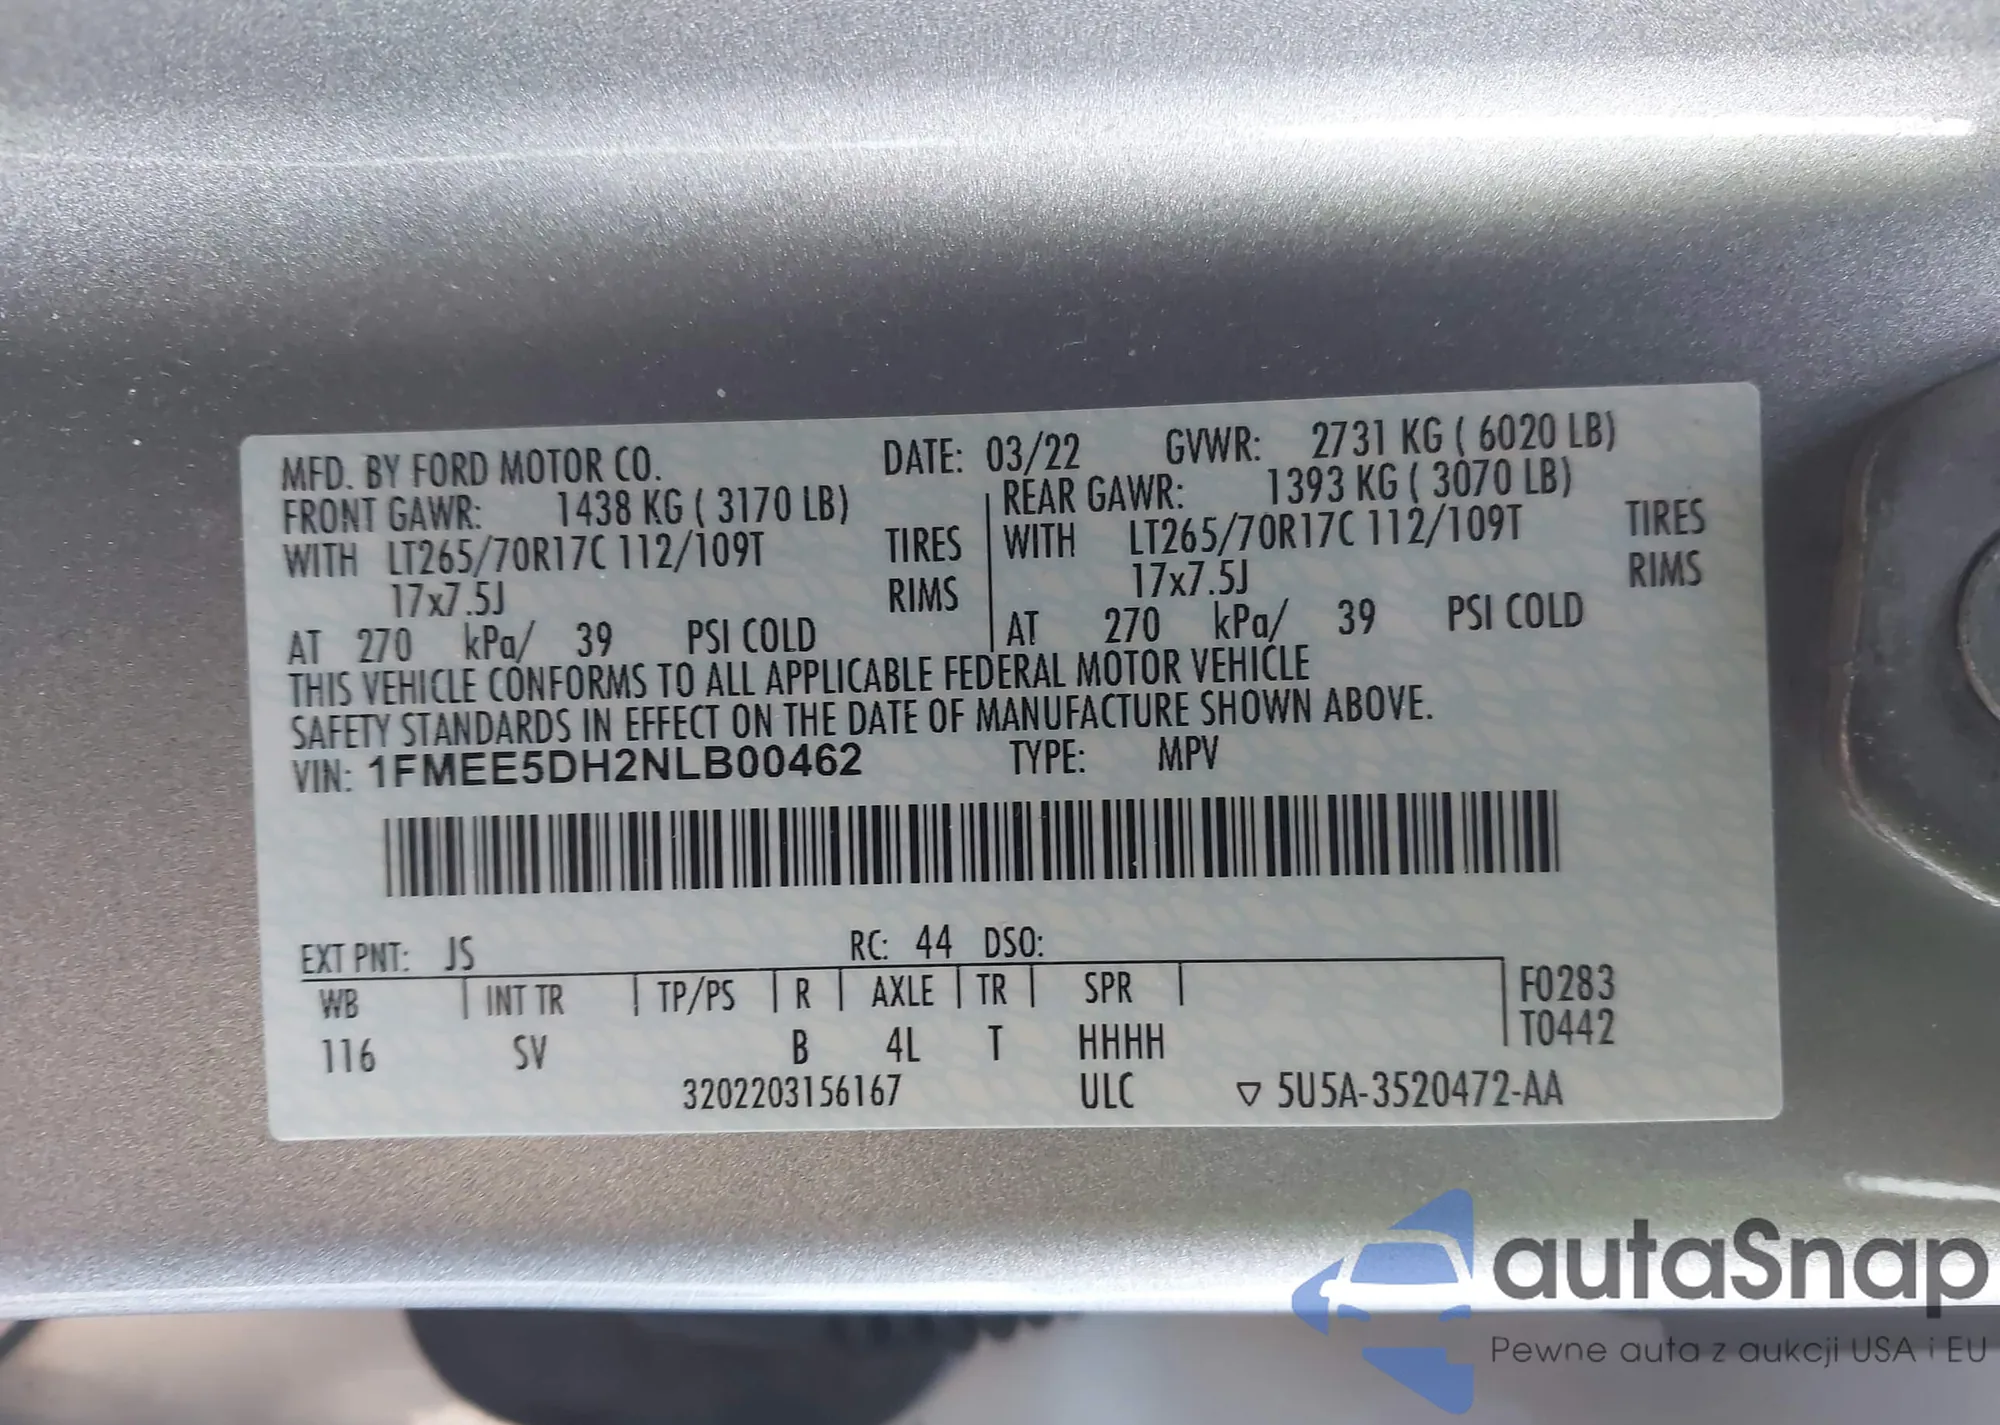 MFD. BY FORD MOTOR CO. DATE: 03/22 GVWR: 2731 KG ( 6020 LB)
FRONT GAWR: 1438 KG ( 3170 LB) REAR GAWR: 1393 KG ( 3070 LB)
WITH LT265/70R17C 112/109T TIRES WITH LT265/70R17C 112/109T TIRES
17x7.5J RIMS 17x7.5J RIMS
AT 270 kPa/ 39 PSI COLD AT 270 kPa/ 39 PSI COLD
THIS VEHICLE CONFORMS TO ALL APPLICABLE FEDERAL MOTOR VEHICLE
SAFETY STANDARDS IN EFFECT ON THE DATE OF MANUFACTURE SHOWN ABOVE.
VIN: 1FMEE5DH2NLB00462 TYPE: MPV
EXT PNT: JS RC: 44 DSO:
WB INT TR TP/PS R AXLE TR SPR F0283
116 SV B 4L T HHHH T0442
3202203156167 ULC ▽ 5U5A-3520472-AA
autaSnap
Pewne auta z aukcji USA i EU